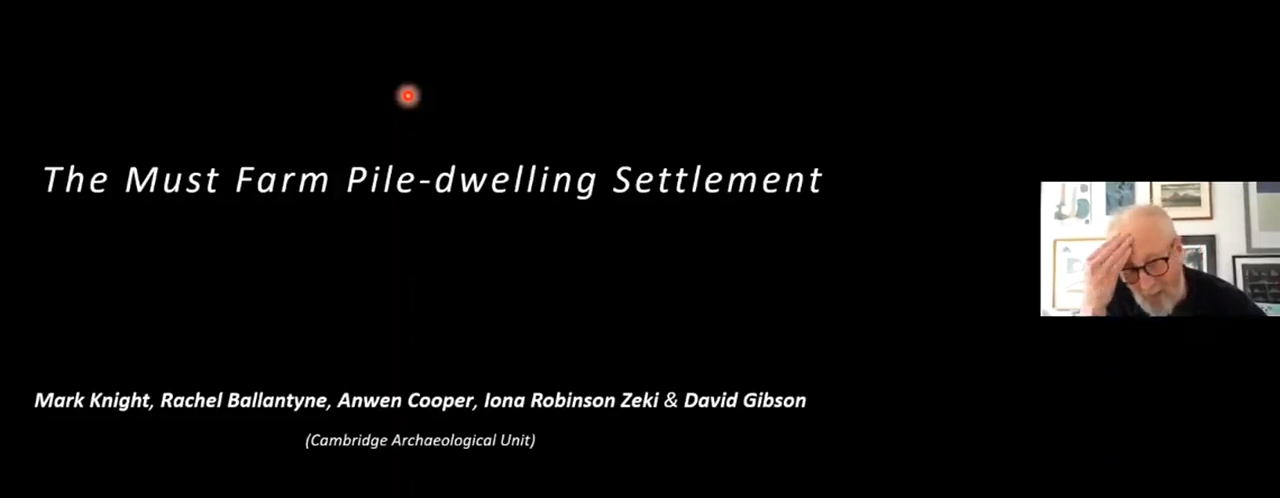 The Must Farm Pile-dwelling Settlement
Mark Knight, Rachel Ballantyne, Anwen Cooper, Iona Robinson Zeki & David Gibson
(Cambridge Archaeological Unit)